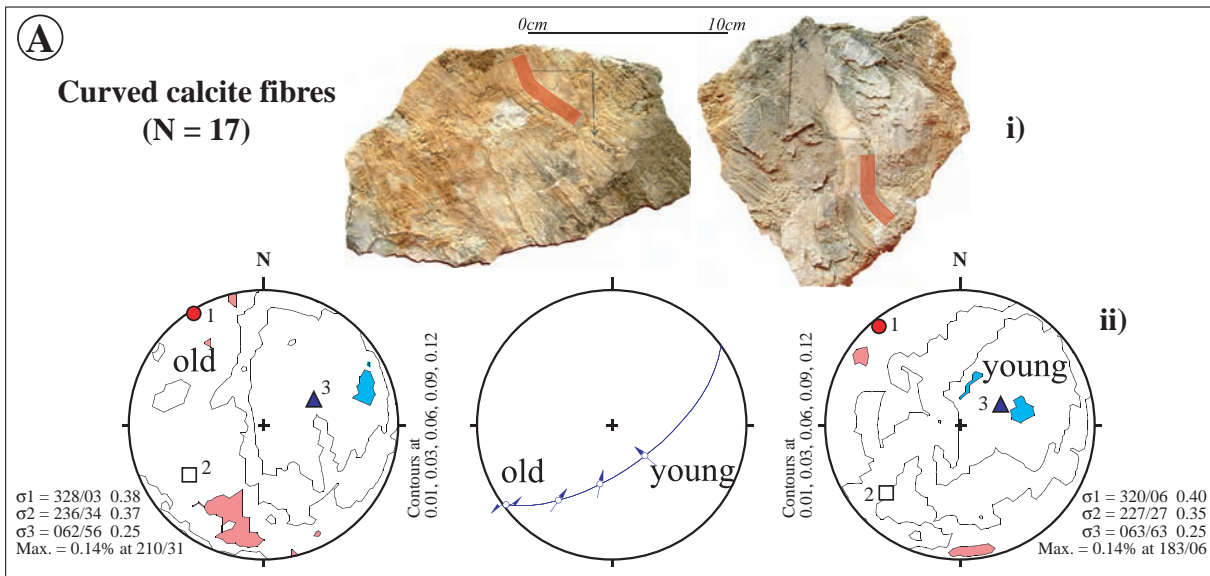 A
0cm 10cm
Curved calcite fibres
(N = 17)
i)
N
1
old
3
2
σ1 = 328/03 0.38
σ2 = 236/34 0.37
σ3 = 062/56 0.25
Max. = 0.14% at 210/31
Contours at
0.01, 0.03, 0.06, 0.09, 0.12
old
young
Contours at
0.01, 0.03, 0.06, 0.09, 0.12
N
ii)
1
young
3
2
σ1 = 320/06 0.40
σ2 = 227/27 0.35
σ3 = 063/63 0.25
Max. = 0.14% at 183/06